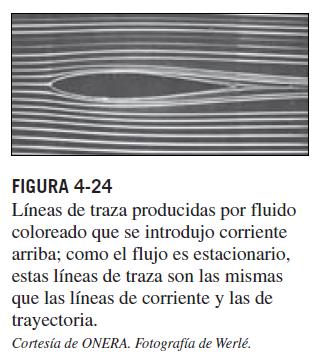 FIGURA 4-24
Líneas de traza producidas por fluido
coloreado que se introdujo corriente
arriba; como el flujo es estacionario,
estas líneas de traza son las mismas
que las líneas de corriente y las de
trayectoria.
Cortesía de ONERA. Fotografía de Werlé.